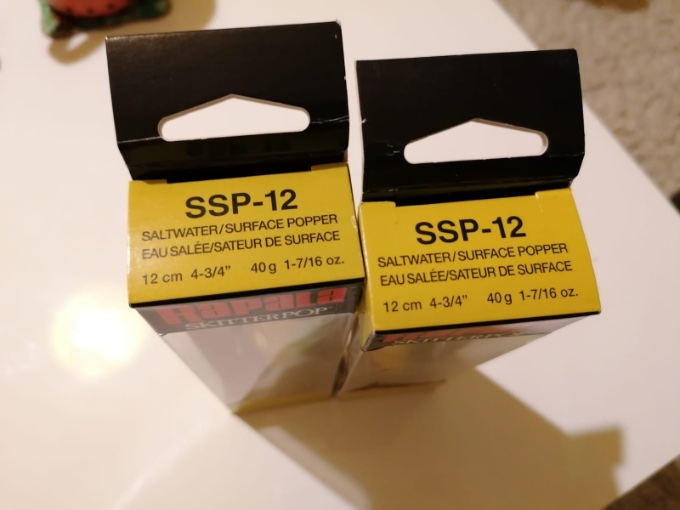 SSP-12
SALTWATER/SURFACE POPPER
EAU SALÉE/SATEUR DE SURFACE
12 cm 4-3/4" 40 g 1-7/16 oz.
Rapala
SKITTER POP
SSP-12
SALTWATER/SURFACE POPPER
EAU SALÉE/SATEUR DE SURFACE
12 cm 4-3/4" 40 g 1-7/16 oz.